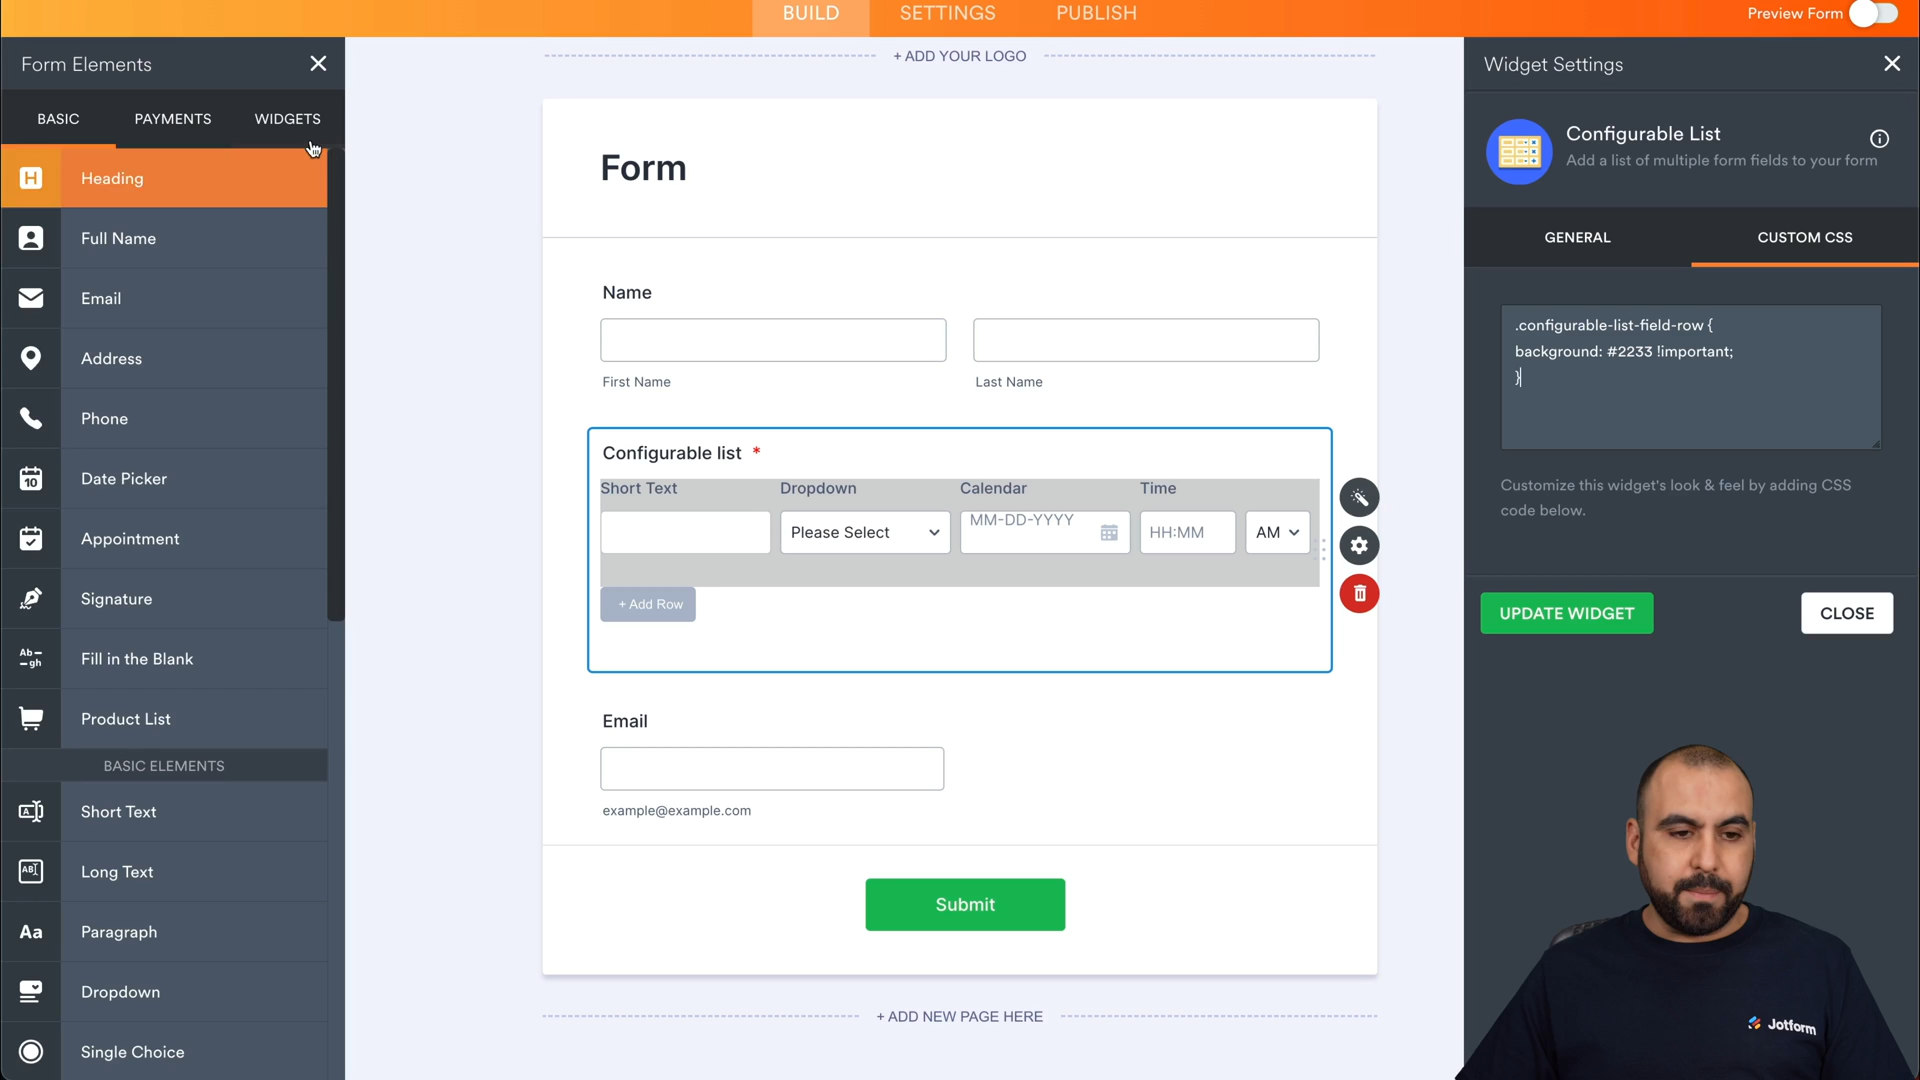 BUILD
SETTINGS
PUBLISH
Preview Form
Form Elements
BASIC
PAYMENTS
WIDGETS
H
Heading
Full Name
Email
Address
Phone
10
Date Picker
Appointment
Signature
Ab
gh
Fill in the Blank
Product List
BASIC ELEMENTS
A
Short Text
AB
Long Text
Aa
Paragraph
Dropdown
Single Choice
+ ADD YOUR LOGO
Form
Name
First Name
Last Name
Configurable list *
Short Text
Dropdown
Calendar
Time
Please Select
MM-DD-YYYY
HH:MM
AM
+ Add Row
Email
example@example.com
Submit
+ ADD NEW PAGE HERE
Widget Settings
Configurable List
Add a list of multiple form fields to your form
GENERAL
CUSTOM CSS
.configurable-list-field-row {
background: #2233 !important;
}
Customize this widget's look & feel by adding CSS
code below.
UPDATE WIDGET
CLOSE
Jotform